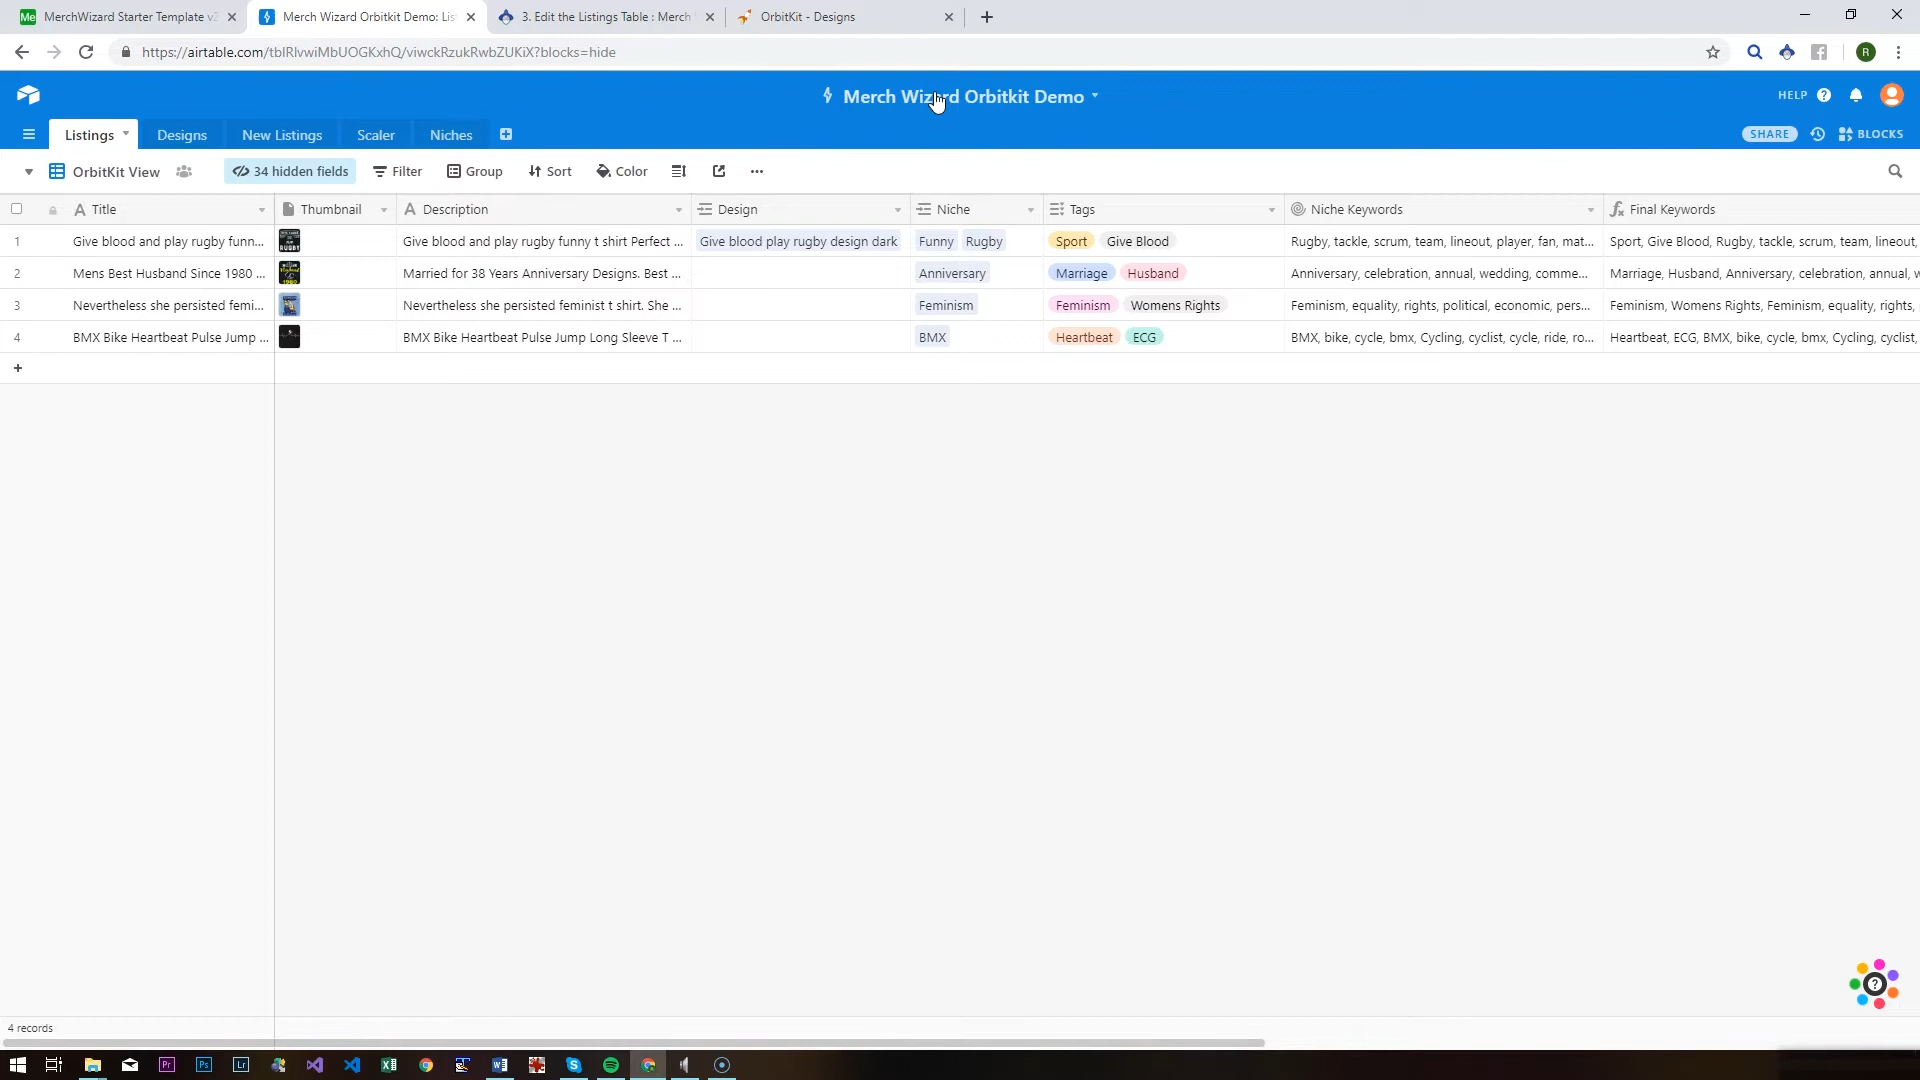 Me MerchWizard Starter Template v2
Merch Wizard Orbitkit Demo: Lis
3. Edit the Listings Table : Merch
OrbitKit - Designs
https://airtable.com/tblRlvwiMbUOGKxhQ/viwckRzukRwbZUKiX?blocks=hide
R
Merch Wizard Orbitkit Demo
HELP
Listings Designs New Listings Scaler Niches
SHARE BLOCKS
OrbitKit View 34 hidden fields Filter Group Sort Color
Title Thumbnail Description Design Niche Tags Niche Keywords Final Keywords
1 Give blood and play rugby funn... Give blood and play rugby funny t shirt Perfect ... Give blood play rugby design dark Funny Rugby Sport Give Blood Rugby, tackle, scrum, team, lineout, player, fan, mat... Sport, Give Blood, Rugby, tackle, scrum, team, lineout,
2 Mens Best Husband Since 1980 ... Married for 38 Years Anniversary Designs. Best ... Anniversary Marriage Husband Anniversary, celebration, annual, wedding, comme... Marriage, Husband, Anniversary, celebration, annual, w
3 Nevertheless she persisted femi... Nevertheless she persisted feminist t shirt. She ... Feminism Feminism Womens Rights Feminism, equality, rights, political, economic, pers... Feminism, Womens Rights, Feminism, equality, rights,
4 BMX Bike Heartbeat Pulse Jump ... BMX Bike Heartbeat Pulse Jump Long Sleeve T ... BMX Heartbeat ECG BMX, bike, cycle, bmx, Cycling, cyclist, cycle, ride, ro... Heartbeat, ECG, BMX, bike, cycle, bmx, Cycling, cyclist,
+
4 records
Pr Ps Lr